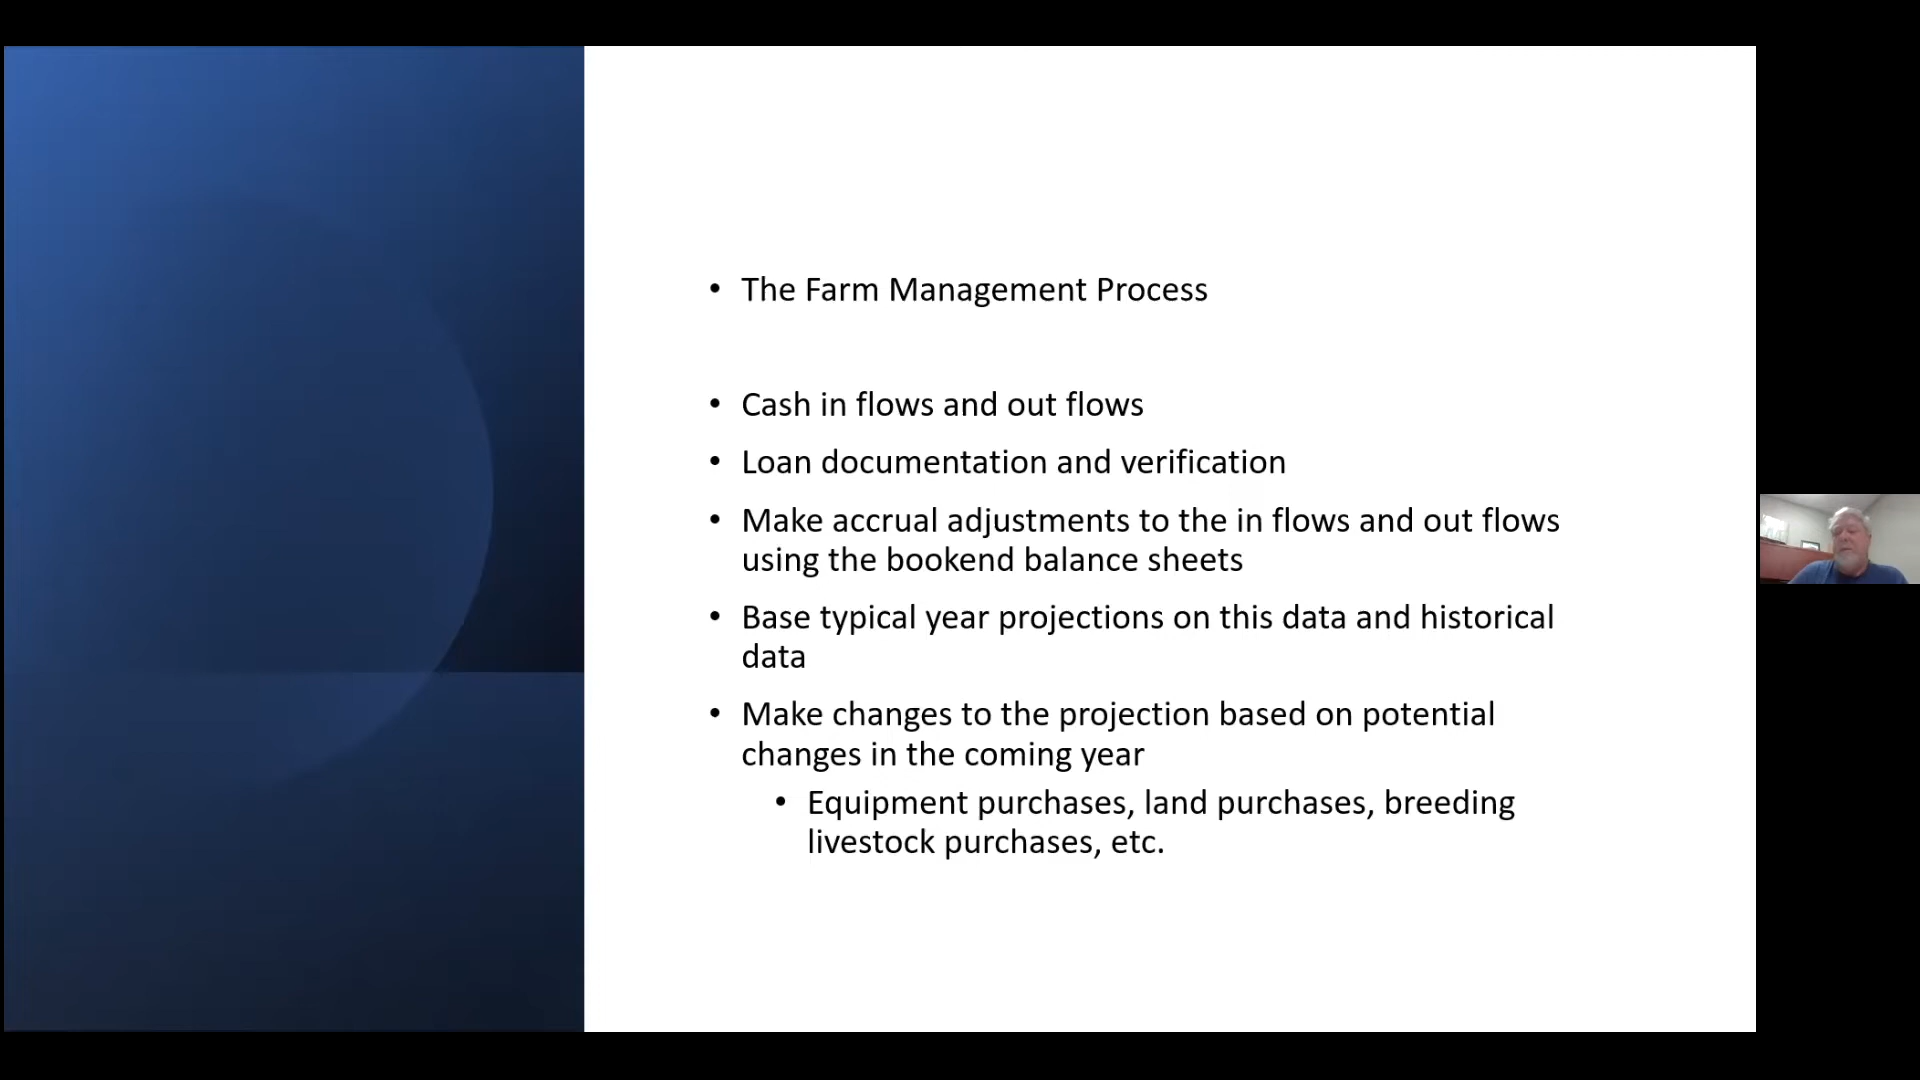 • The Farm Management Process
• Cash in flows and out flows
• Loan documentation and verification
• Make accrual adjustments to the in flows and out flows
using the bookend balance sheets
• Base typical year projections on this data and historical
data
• Make changes to the projection based on potential
changes in the coming year
• Equipment purchases, land purchases, breeding
livestock purchases, etc.